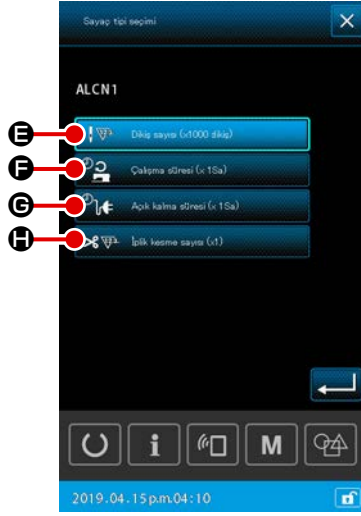 Sayaç tipi seçimi
ALCN1
E
Dikiş sayısı (x1000 dikiş)
F
Çalışma süresi (x 1Sa)
G
Açık kalma süresi (x 1Sa)
H
İplik kesme sayısı (x1)
i
M
2019.04.15p.m.04:10